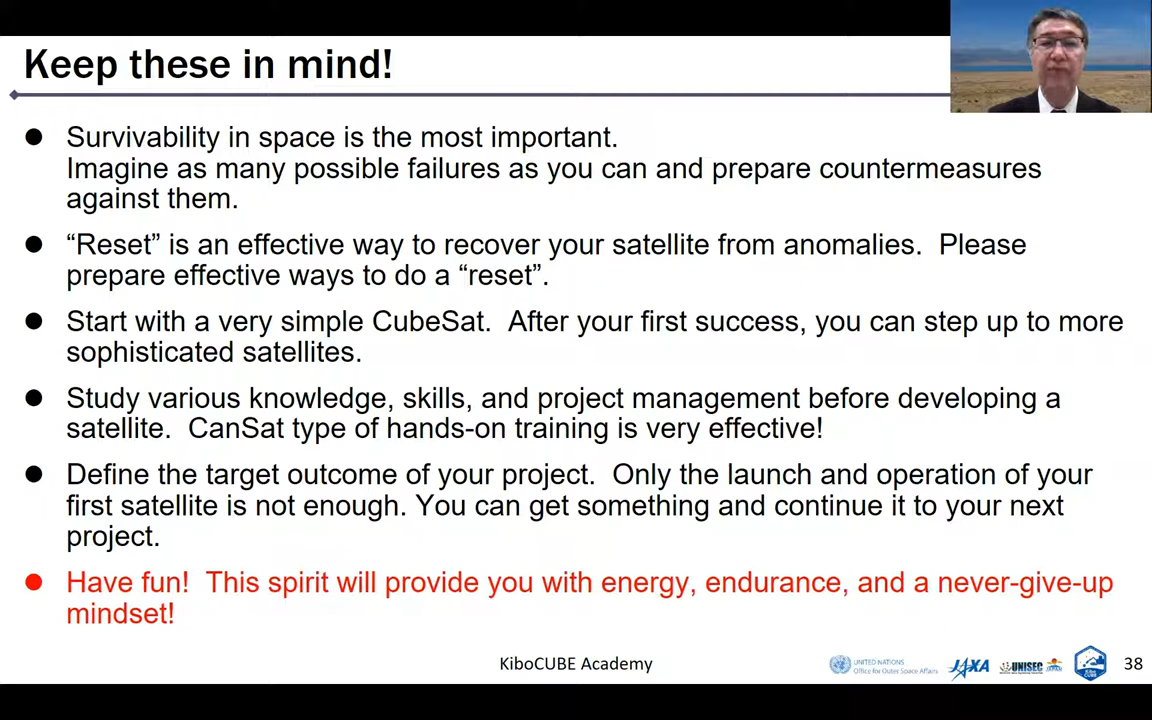 Keep these in mind!
Survivability in space is the most important.
Imagine as many possible failures as you can and prepare countermeasures
against them.
“Reset” is an effective way to recover your satellite from anomalies.  Please
prepare effective ways to do a “reset”.
Start with a very simple CubeSat.  After your first success, you can step up to more
sophisticated satellites.
Study various knowledge, skills, and project management before developing a
satellite.  CanSat type of hands-on training is very effective!
Define the target outcome of your project.  Only the launch and operation of your
first satellite is not enough. You can get something and continue it to your next
project.
Have fun!  This spirit will provide you with energy, endurance, and a never-give-up
mindset!
KiboCUBE Academy
UNITED NATIONS
Office for Outer Space Affairs
JAXA
UNISEC
38